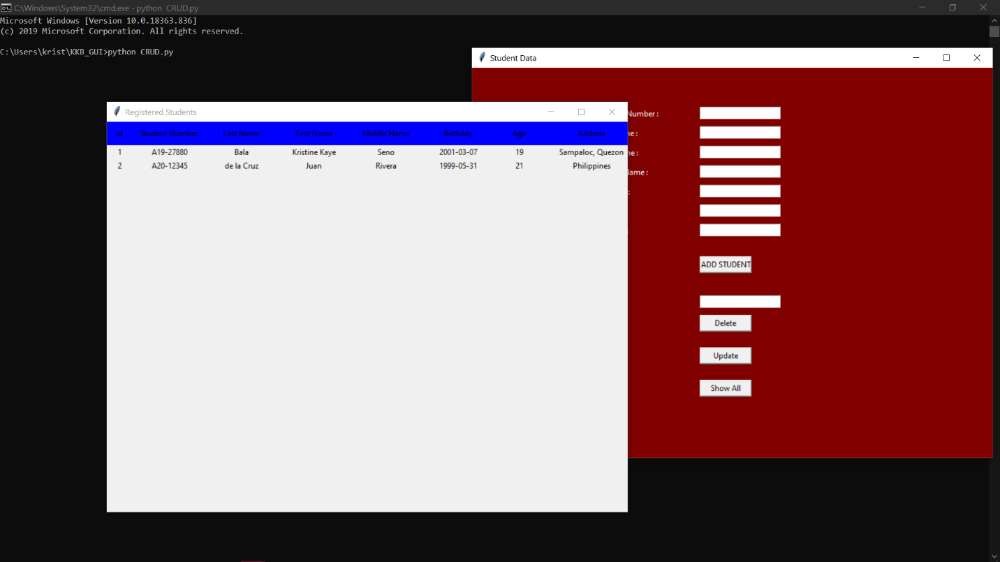 C:\Windows\System32\cmd.exe - python  CRUD.py
Microsoft Windows [Version 10.0.18363.836]
(c) 2019 Microsoft Corporation. All rights reserved.
C:\Users\krist\KKB_GUI>python CRUD.py
Student Data
Number :
me :
me :
Name :
:
:
ADD STUDENT
Delete
Update
Show All
Registered Students
id Student Number Last Name First Name Middle Name Birthday Age Address
1 A19-27880 Bala Kristine Kaye Seno 2001-03-07 19 Sampaloc, Quezon
2 A20-12345 de la Cruz Juan Rivera 1999-05-31 21 Philippines